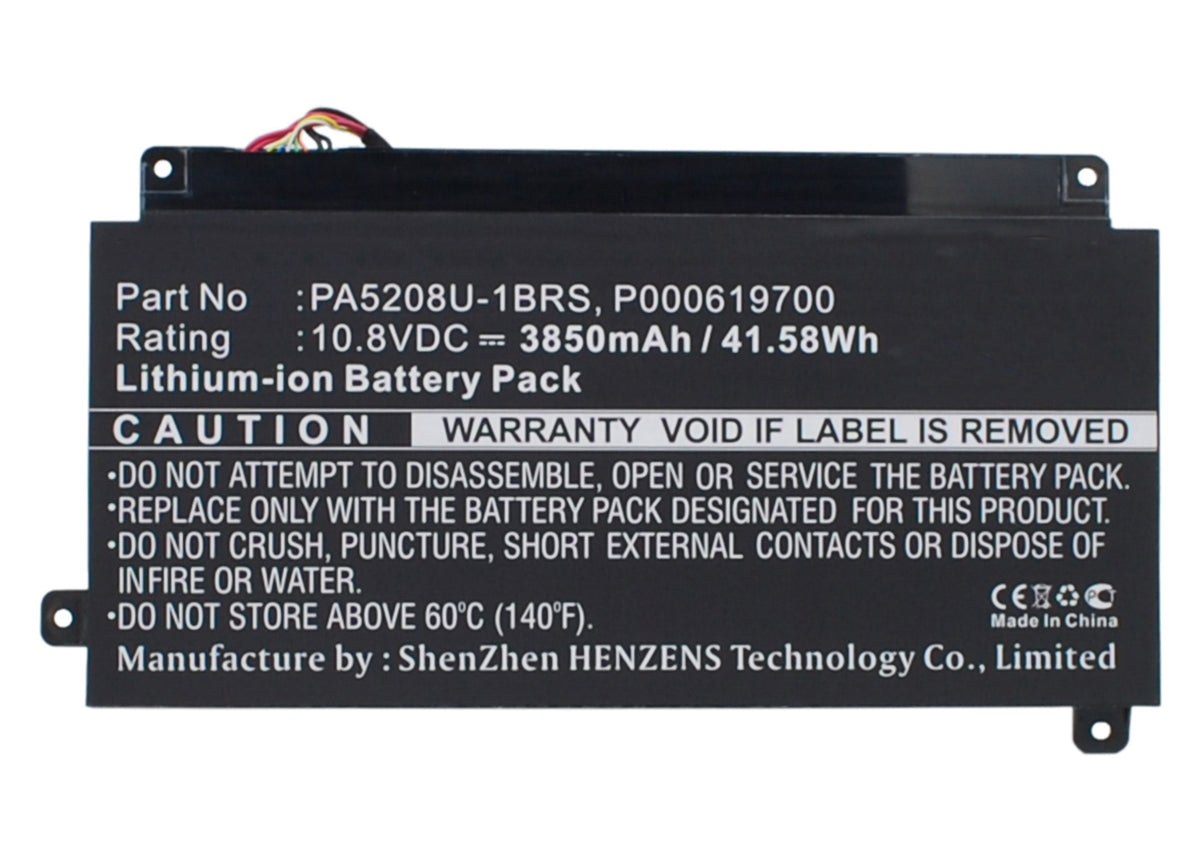 Part No : PA5208U-1BRS, P000619700
Rating : 10.8VDC ⎓ 3850mAh / 41.58Wh
Lithium-ion Battery Pack
CAUTION WARRANTY VOID IF LABEL IS REMOVED
•DO NOT ATTEMPT TO DISASSEMBLE, OPEN OR SERVICE THE BATTERY PACK.
•REPLACE ONLY WITH THE BATTERY PACK DESIGNATED FOR THIS PRODUCT.
•DO NOT CRUSH, PUNCTURE, SHORT EXTERNAL CONTACTS OR DISPOSE OF
IN FIRE OR WATER.
•DO NOT STORE ABOVE 60°C (140°F).
CE
Made In China
Manufacture by : ShenZhen HENZENS Technology Co., Limited